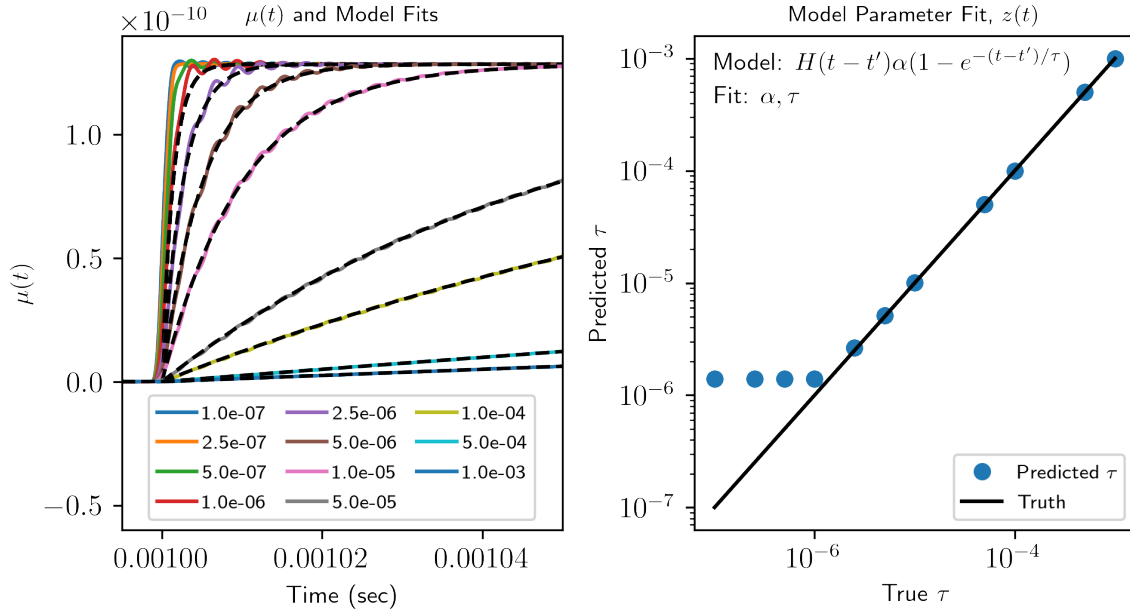 μ(t) and Model Fits
×10⁻¹⁰
1.0
0.5
0.0
−0.5
μ(t)
1.0e-07
2.5e-07
5.0e-07
1.0e-06
2.5e-06
5.0e-06
1.0e-05
5.0e-05
1.0e-04
5.0e-04
1.0e-03
0.00100
0.00102
0.00104
Time (sec)
Model Parameter Fit, z(t)
Model: H(t − t′)α(1 − e^{−(t−t′)/τ})
Fit: α, τ
10⁻³
10⁻⁴
10⁻⁵
10⁻⁶
10⁻⁷
Predicted τ
Predicted τ
Truth
10⁻⁶
10⁻⁴
True τ